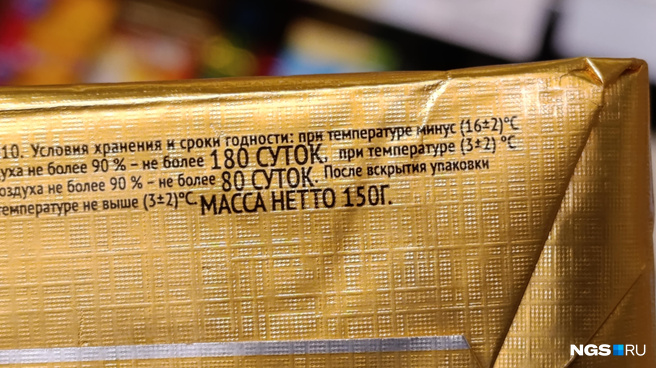 10. Условия хранения и сроки годности: при температуре минус (16±2)°С
уха не более 90 % – не более 180 СУТОК, при температуре (3±2) °С
оздуха не более 90 % – не более 80 СУТОК. После вскрытия упаковки
температуре не выше (3±2)°С. МАССА НЕТТО 150Г.
NGS RU